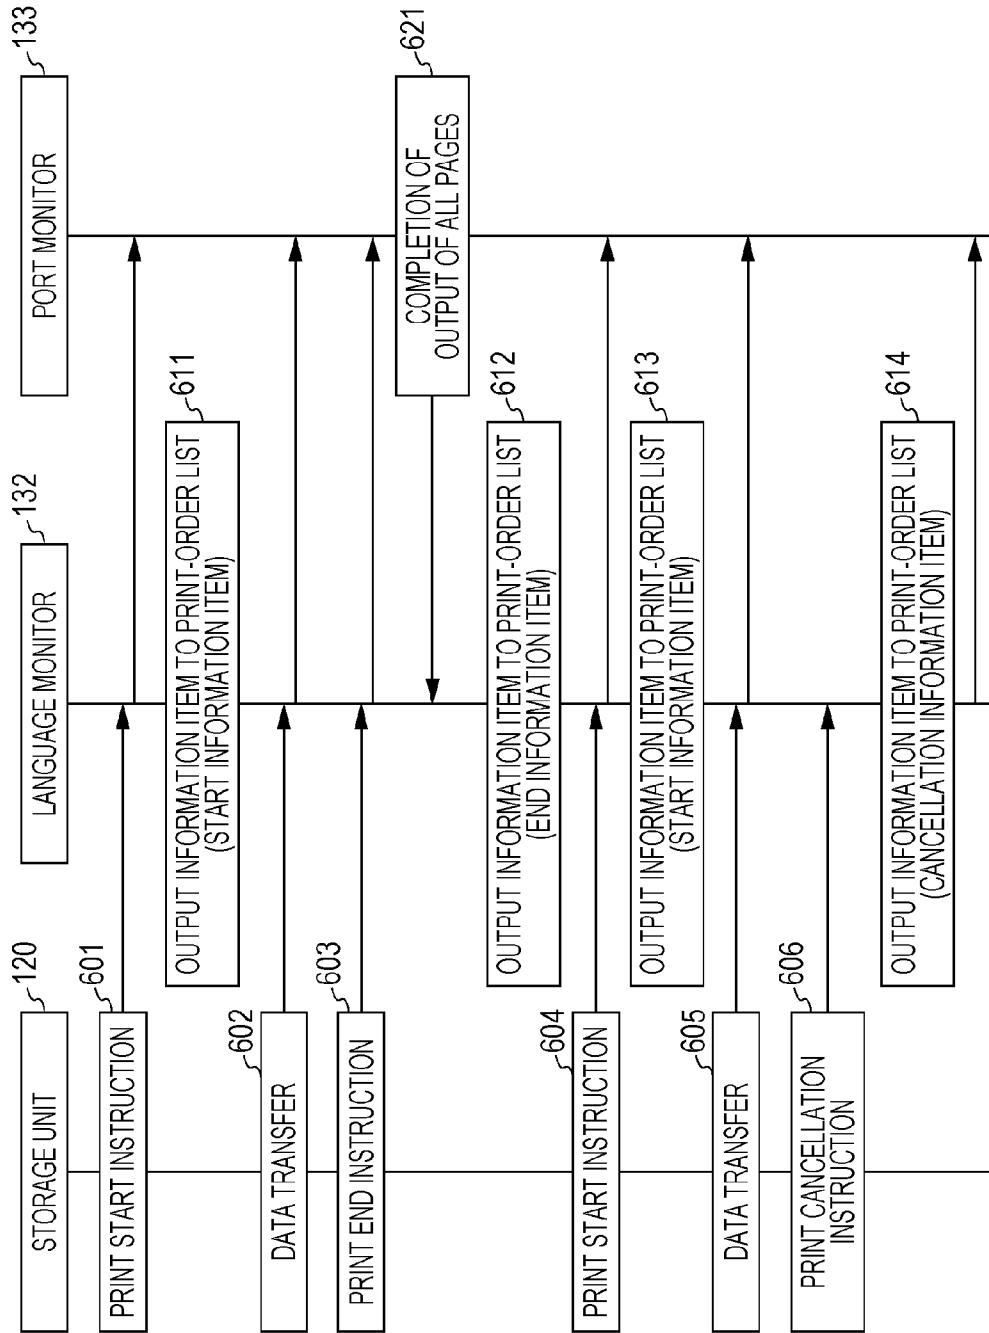 STORAGE UNIT
120
LANGUAGE MONITOR
132
PORT MONITOR
133
PRINT START INSTRUCTION
601
OUTPUT INFORMATION ITEM TO PRINT-ORDER LIST
(START INFORMATION ITEM)
611
DATA TRANSFER
602
PRINT END INSTRUCTION
603
COMPLETION OF
OUTPUT OF ALL PAGES
621
OUTPUT INFORMATION ITEM TO PRINT-ORDER LIST
(END INFORMATION ITEM)
612
PRINT START INSTRUCTION
604
OUTPUT INFORMATION ITEM TO PRINT-ORDER LIST
(START INFORMATION ITEM)
613
DATA TRANSFER
605
PRINT CANCELLATION
INSTRUCTION
606
OUTPUT INFORMATION ITEM TO PRINT-ORDER LIST
(CANCELLATION INFORMATION ITEM)
614